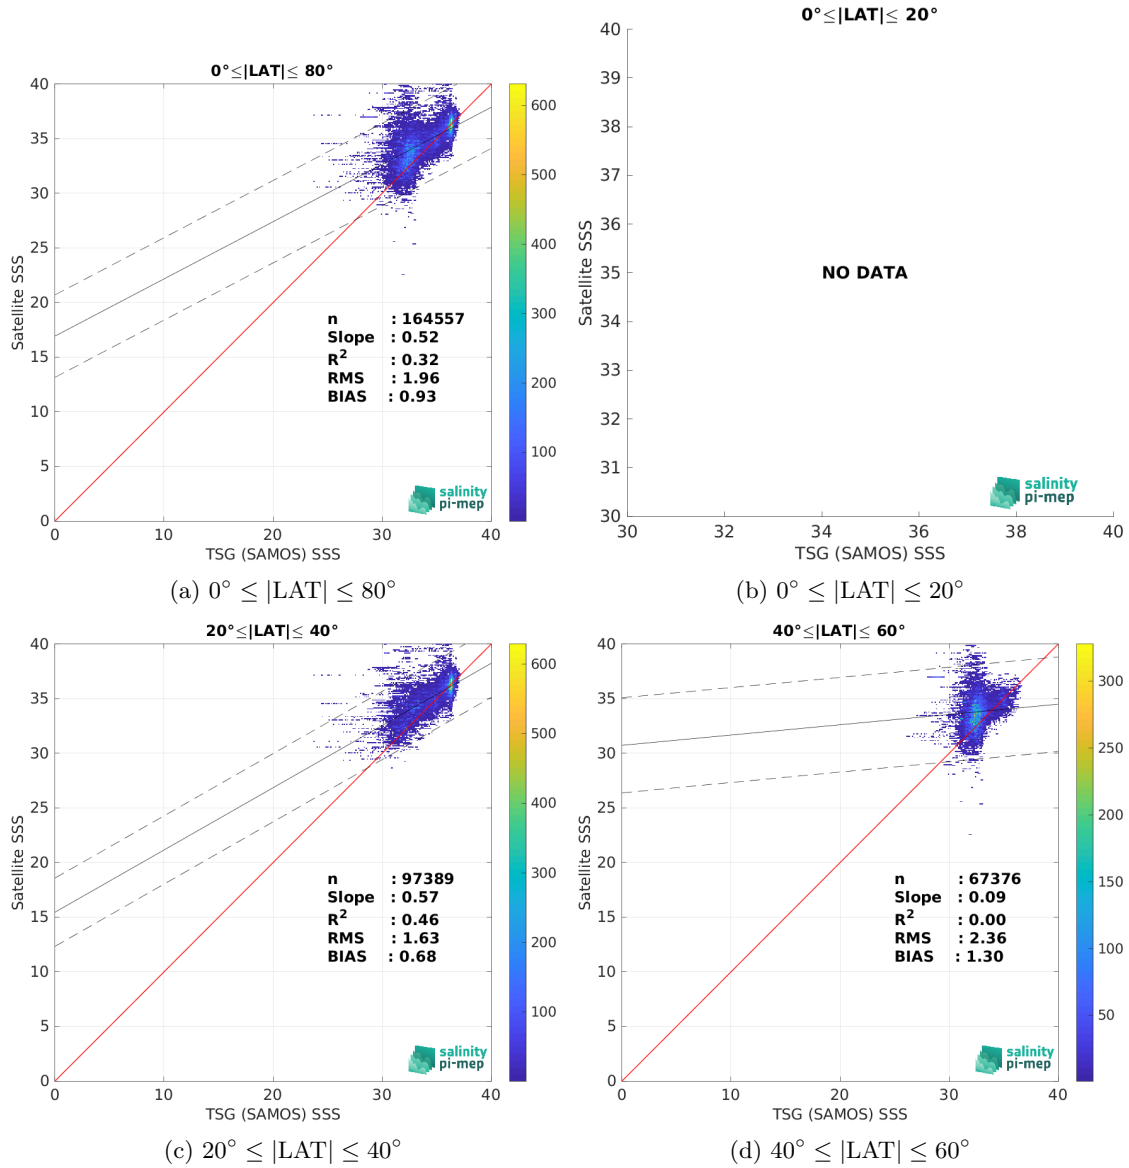 0°≤|LAT|≤ 80°
40
35
30
25
20
15
10
5
0
0
10
20
30
40
Satellite SSS
TSG (SAMOS) SSS
n : 164557
Slope : 0.52
R² : 0.32
RMS : 1.96
BIAS : 0.93
salinity
pi-mep
600
500
400
300
200
100
(a) 0° ≤ |LAT| ≤ 80°
0°≤|LAT|≤ 20°
40
39
38
37
36
35
34
33
32
31
30
30
32
34
36
38
40
Satellite SSS
TSG (SAMOS) SSS
NO DATA
salinity
pi-mep
(b) 0° ≤ |LAT| ≤ 20°
20°≤|LAT|≤ 40°
40
35
30
25
20
15
10
5
0
0
10
20
30
40
Satellite SSS
TSG (SAMOS) SSS
n : 97389
Slope : 0.57
R² : 0.46
RMS : 1.63
BIAS : 0.68
salinity
pi-mep
600
500
400
300
200
100
(c) 20° ≤ |LAT| ≤ 40°
40°≤|LAT|≤ 60°
40
35
30
25
20
15
10
5
0
0
10
20
30
40
Satellite SSS
TSG (SAMOS) SSS
n : 67376
Slope : 0.09
R² : 0.00
RMS : 2.36
BIAS : 1.30
salinity
pi-mep
300
250
200
150
100
50
(d) 40° ≤ |LAT| ≤ 60°